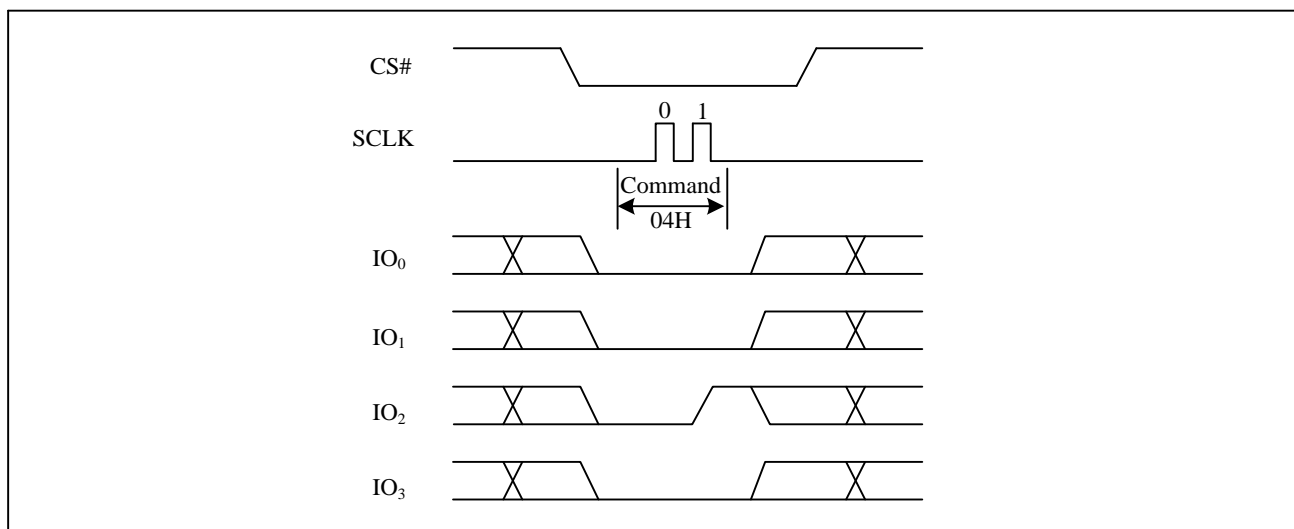 CS#
0 1
SCLK
Command
04H
IO₀
IO₁
IO₂
IO₃